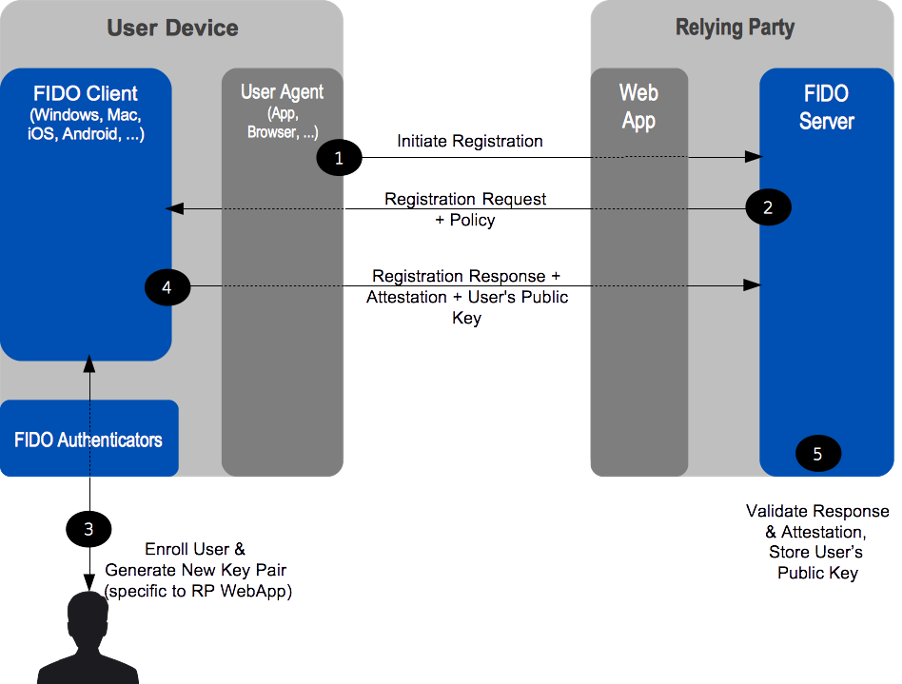 User Device
Relying Party
FIDO Client
(Windows, Mac,
iOS, Android, ...)
User Agent
(App,
Browser, ...)
Web
App
FIDO
Server
1
Initiate Registration
Registration Request
+ Policy
2
4
Registration Response +
Attestation + User's Public
Key
FIDO Authenticators
5
3
Enroll User &
Generate New Key Pair
(specific to RP WebApp)
Validate Response
& Attestation,
Store User’s
Public Key